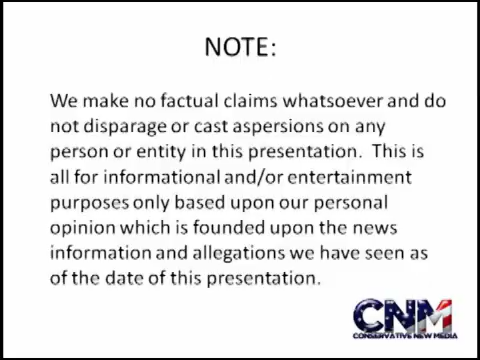 NOTE:
We make no factual claims whatsoever and do
not disparage or cast aspersions on any
person or entity in this presentation.  This is
all for informational and/or entertainment
purposes only based upon our personal
opinion which is founded upon the news
information and allegations we have seen as
of the date of this presentation.
CNM
CONSERVATIVE NEW MEDIA